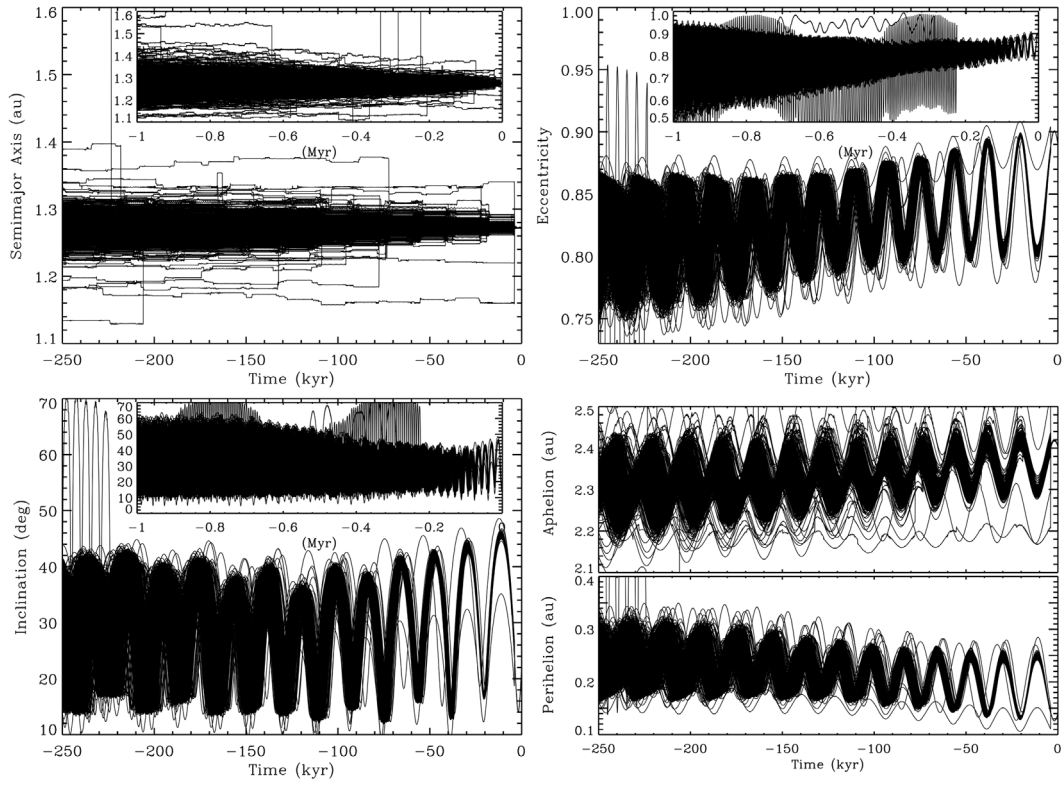 1.6
1.5
1.4
1.3
1.2
1.1
Semimajor Axis (au)
1.6
1.5
1.4
1.3
1.2
1.1
−1 −0.8 −0.6 −0.4 −0.2 0
(Myr)
−250 −200 −150 −100 −50 0
Time (kyr)
1.00
0.95
0.90
0.85
0.80
0.75
Eccentricity
1.0
0.9
0.8
0.7
0.6
0.5
−1 0.8 0.6 0.4 0.2 0
(Myr)
−250 −200 −150 −100 −50 0
Time (kyr)
70
60
50
40
30
20
10
Inclination (deg)
70
60
50
40
30
20
10
0
−1 −0.8 −0.6 −0.4 −0.2 0
(Myr)
−250 −200 −150 −100 −50 0
Time (kyr)
2.5
2.4
2.3
2.2
2.1
Aphelion (au)
0.4
0.3
0.2
0.1
Perihelion (au)
−250 −200 −150 −100 −50 0
Time (kyr)